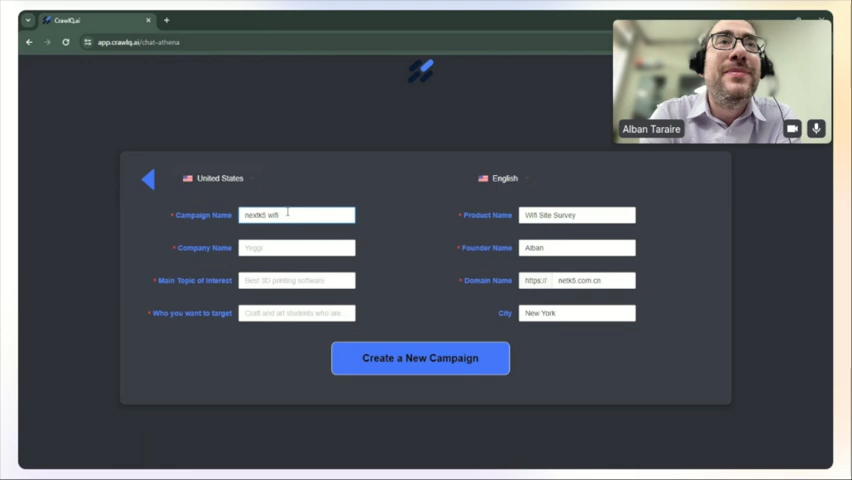 CrawlQ.ai
app.crawlq.ai/chat-athena
Alban Taraire
United States
English
* Campaign Name
nextk5 wifi
* Product Name
Wifi Site Survey
* Company Name
Yeggi
* Founder Name
Alban
* Main Topic of Interest
Best 3D printing software
* Domain Name
https://
netk5.com.cn
* Who you want to target
Craft and art students who are
City
New York
Create a New Campaign